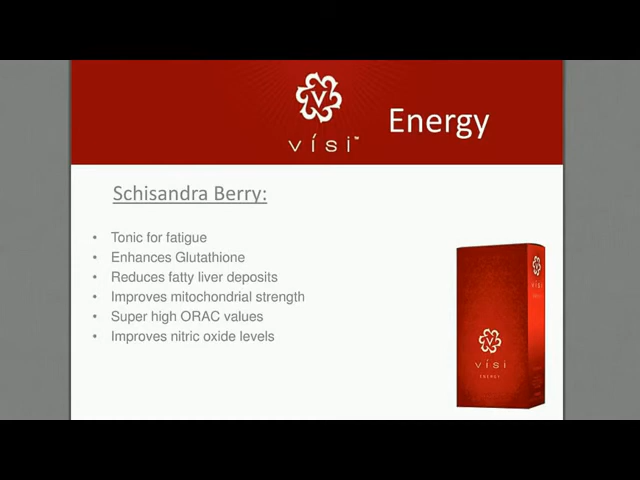 vísi™
Energy
Schisandra Berry:
• Tonic for fatigue
• Enhances Glutathione
• Reduces fatty liver deposits
• Improves mitochondrial strength
• Super high ORAC values
• Improves nitric oxide levels
vísi
vísi
ENERGY